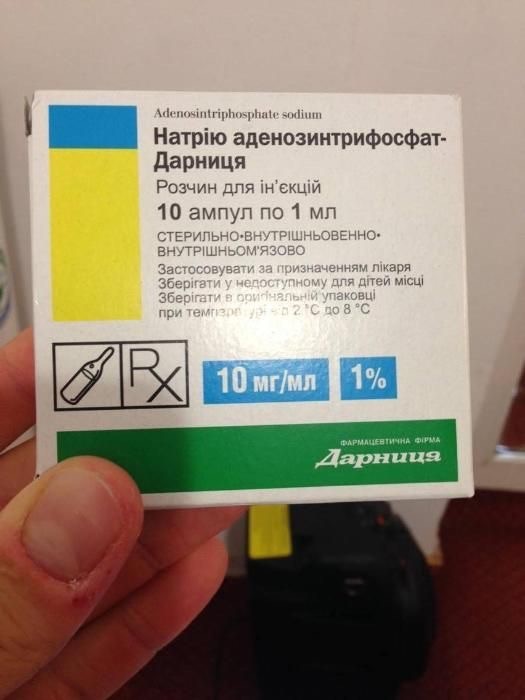 Adenosintriphosphate sodium
Натрію аденозинтрифосфат-
Дарниця
Розчин для ін'єкцій
10 ампул по 1 мл
СТЕРИЛЬНО•ВНУТРІШНЬОВЕННО•
ВНУТРІШНЬОМ'ЯЗОВО
Застосовувати за призначенням лікаря
Зберігати у недоступному для дітей місці
Зберігати в оригінальній упаковці
при температурі від 2 °C до 8 °C
RX
10 мг/мл 1%
ФАРМАЦЕВТИЧНА ФІРМА
Дарниця